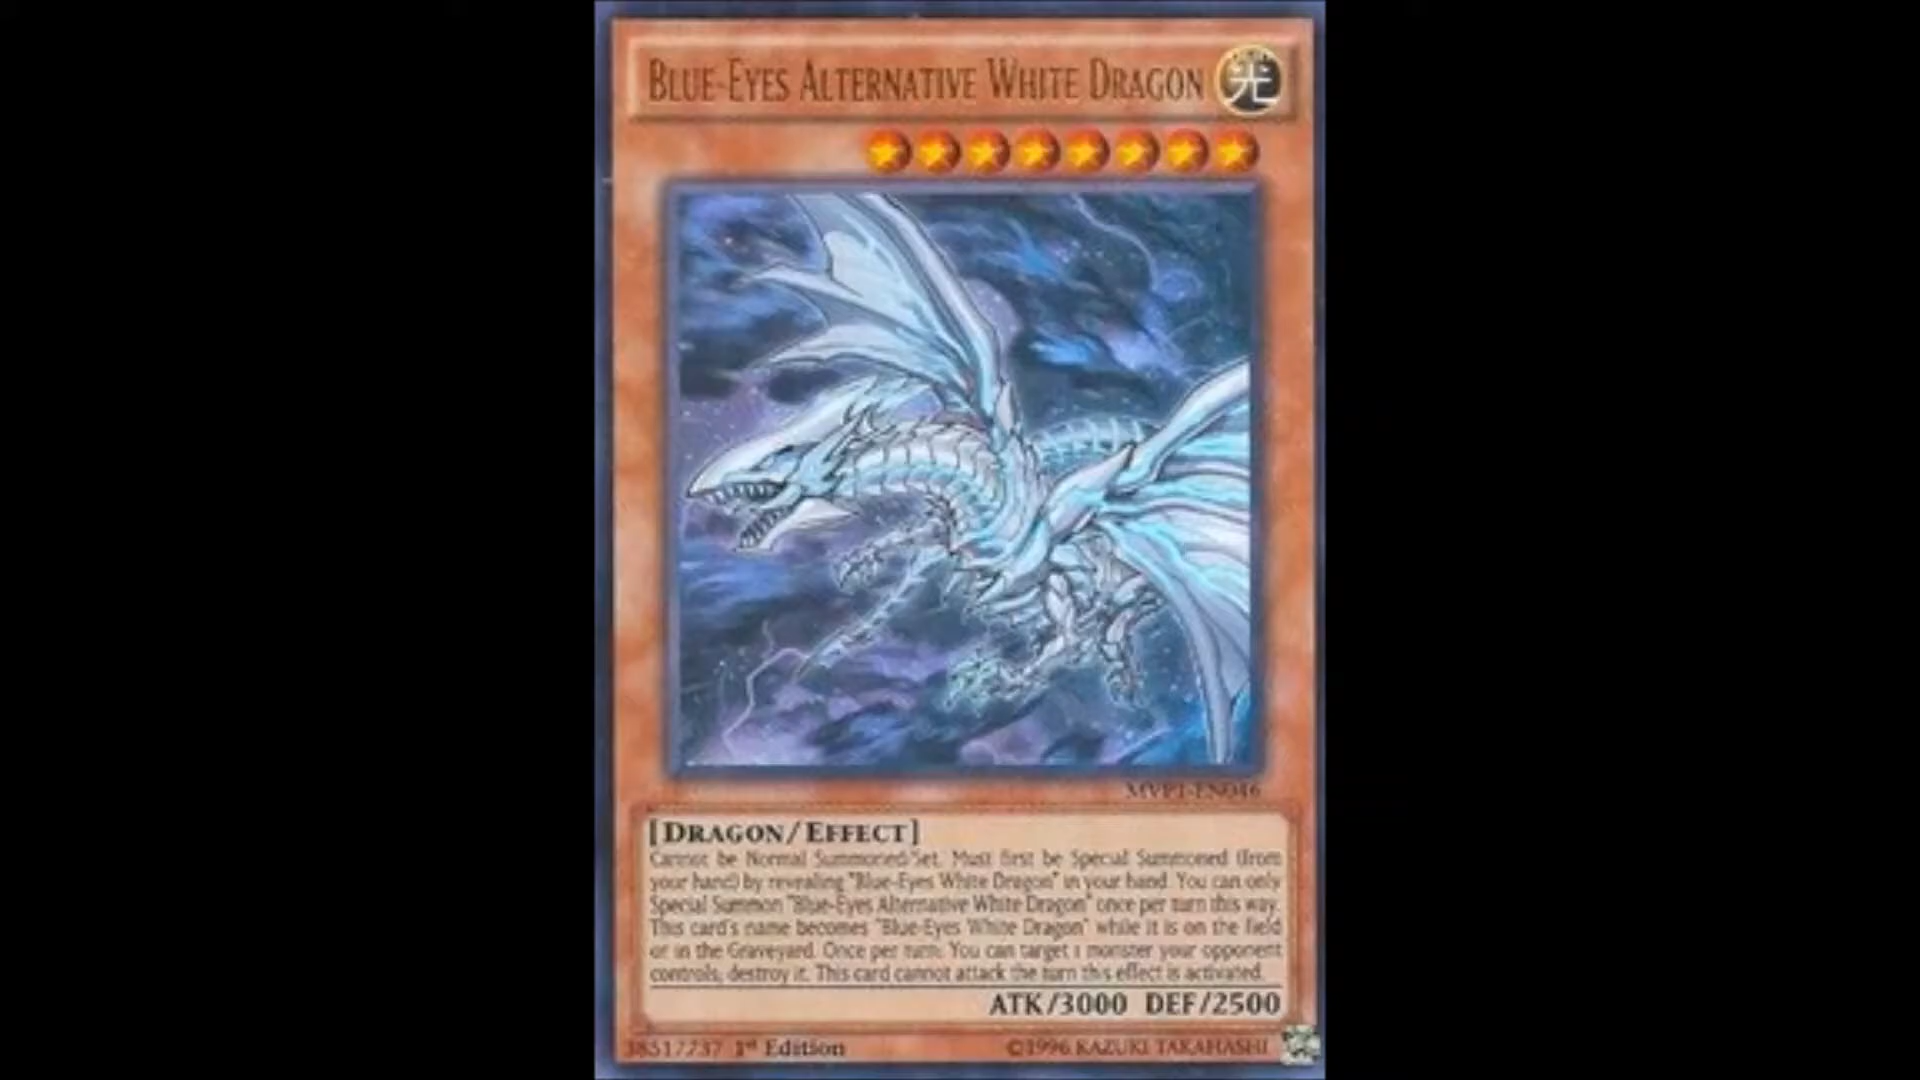 BLUE-EYES ALTERNATIVE WHITE DRAGON 光
MVP1-EN046
[DRAGON/EFFECT]
Cannot be Normal Summoned/Set. Must first be Special Summoned (from
your hand) by revealing "Blue-Eyes White Dragon" in your hand. You can only
Special Summon "Blue-Eyes Alternative White Dragon" once per turn this way.
This card's name becomes "Blue-Eyes White Dragon" while it is on the field
or in the Graveyard. Once per turn: You can target 1 monster your opponent
controls; destroy it. This card cannot attack the turn this effect is activated.
ATK/3000 DEF/2500
38517737 1st Edition ©1996 KAZUKI TAKAHASHI